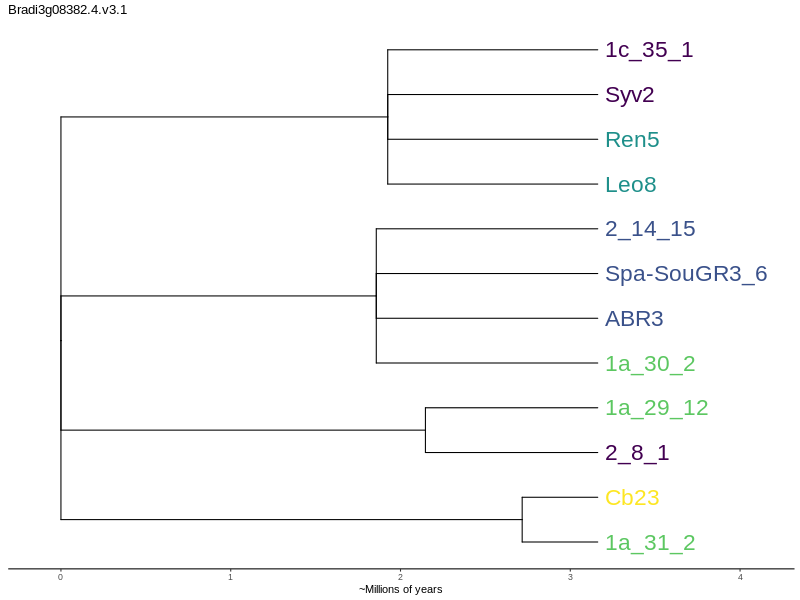 Bradi3g08382.4.v3.1
1c_35_1
Syv2
Ren5
Leo8
2_14_15
Spa-SouGR3_6
ABR3
1a_30_2
1a_29_12
2_8_1
Cb23
1a_31_2
0 1 2 3 4
~Millions of years